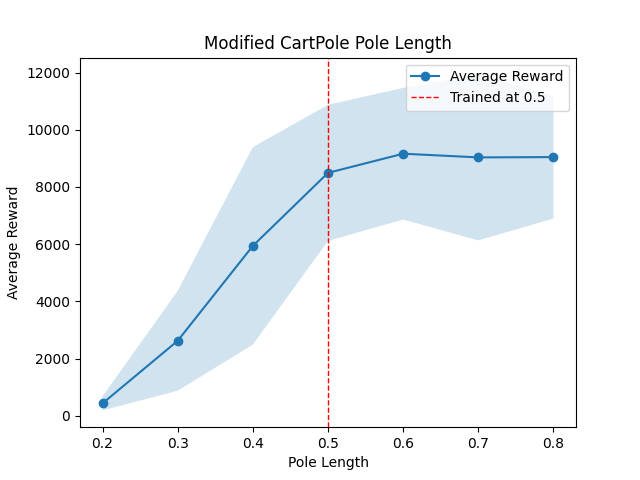 Modified CartPole Pole Length
Average Reward
Trained at 0.5
12000
10000
8000
6000
4000
2000
0
Average Reward
0.2 0.3 0.4 0.5 0.6 0.7 0.8
Pole Length